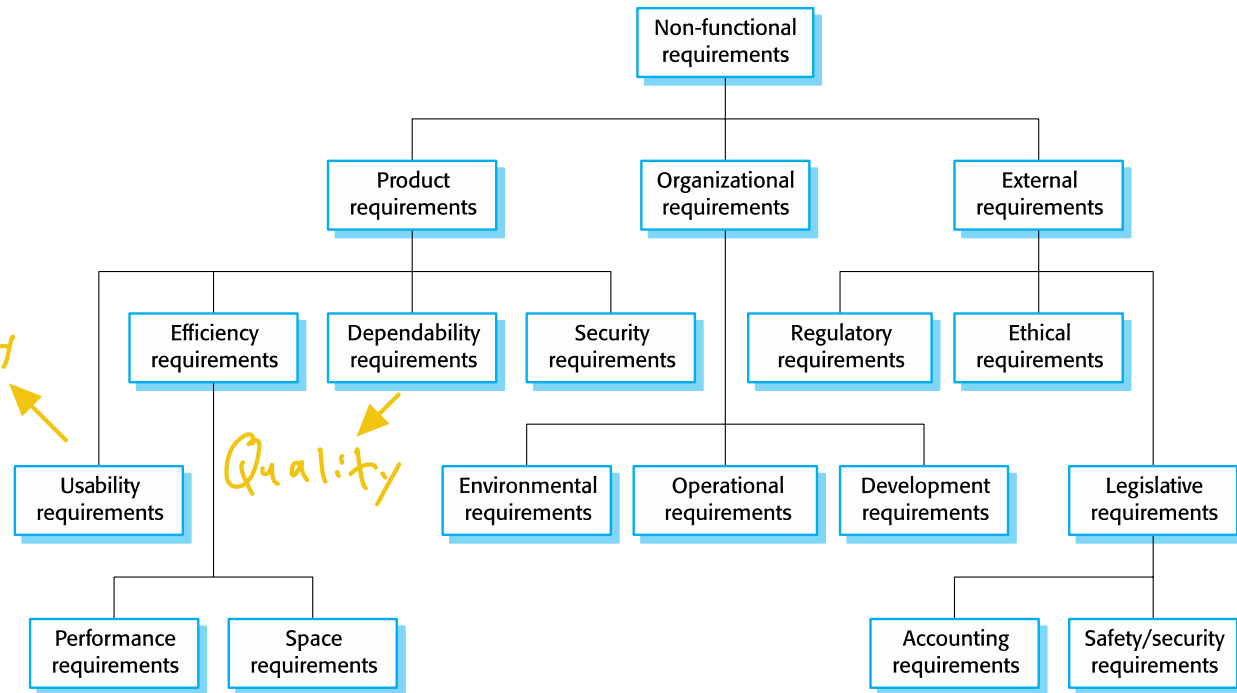 Non-functional
requirements
Product
requirements
Organizational
requirements
External
requirements
Efficiency
requirements
Dependability
requirements
Security
requirements
Regulatory
requirements
Ethical
requirements
Quality
Usability
requirements
Environmental
requirements
Operational
requirements
Development
requirements
Legislative
requirements
Performance
requirements
Space
requirements
Accounting
requirements
Safety/security
requirements